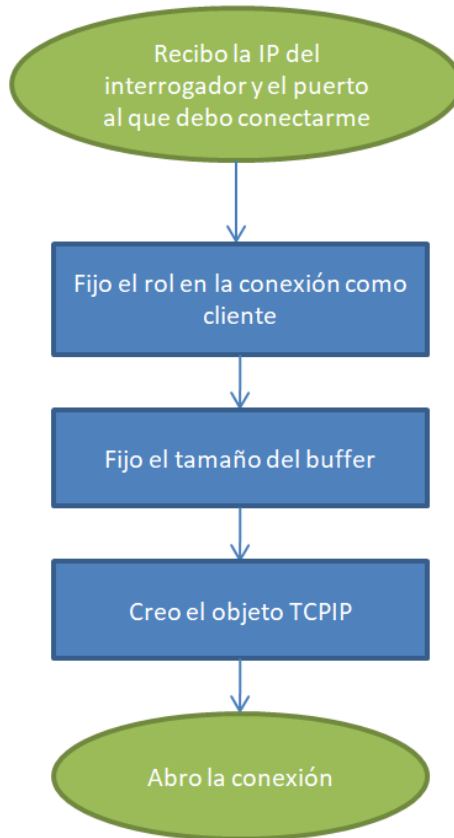 Recibo la IP del
interrogador y el puerto
al que debo conectarme
Fijo el rol en la conexión como
cliente
Fijo el tamaño del buffer
Creo el objeto TCPIP
Abro la conexión